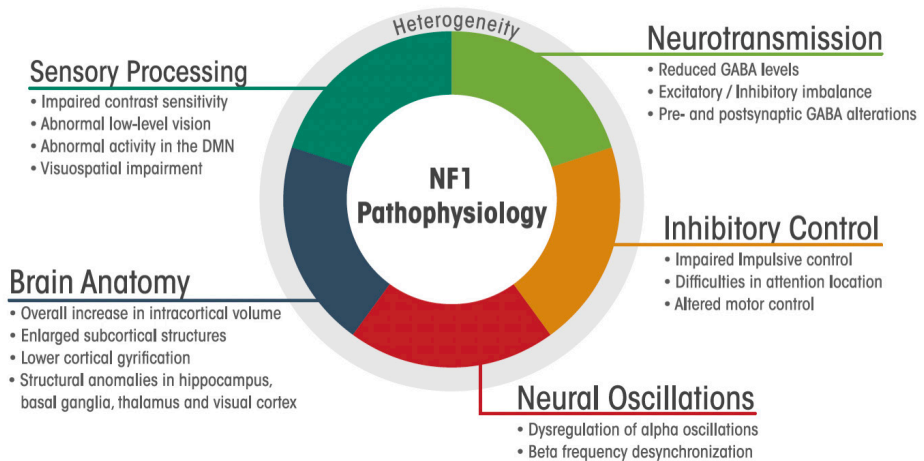 Heterogeneity
Sensory Processing
• Impaired contrast sensitivity
• Abnormal low-level vision
• Abnormal activity in the DMN
• Visuospatial impairment
Neurotransmission
• Reduced GABA levels
• Excitatory / Inhibitory imbalance
• Pre- and postsynaptic GABA alterations
NF1
Pathophysiology
Inhibitory Control
• Impaired Impulsive control
• Difficulties in attention location
• Altered motor control
Brain Anatomy
• Overall increase in intracortical volume
• Enlarged subcortical structures
• Lower cortical gyrification
• Structural anomalies in hippocampus,
basal ganglia, thalamus and visual cortex
Neural Oscillations
• Dysregulation of alpha oscillations
• Beta frequency desynchronization